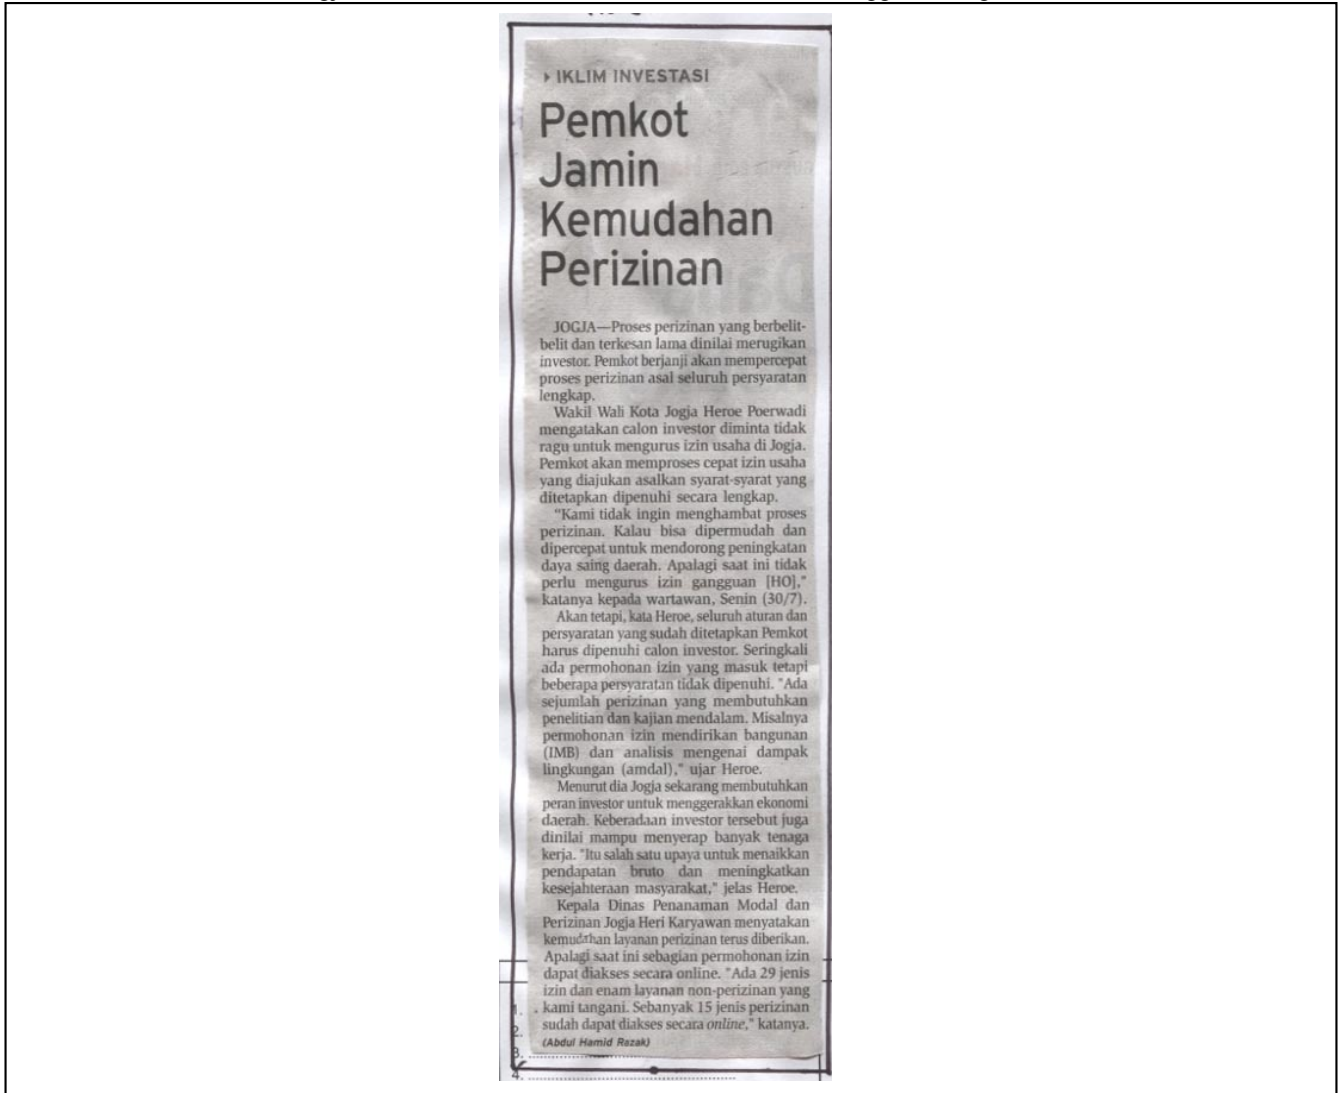 IKLIM INVESTASI
Pemkot
Jamin
Kemudahan
Perizinan
JOGJA—Proses perizinan yang berbelit-
belit dan terkesan lama dinilai merugikan
investor. Pemkot berjanji akan mempercepat
proses perizinan asal seluruh persyaratan
lengkap.
Wakil Wali Kota Jogja Heroe Poerwadi
mengatakan calon investor diminta tidak
ragu untuk mengurus izin usaha di Jogja.
Pemkot akan memproses cepat izin usaha
yang diajukan asalkan syarat-syarat yang
ditetapkan dipenuhi secara lengkap.
"Kami tidak ingin menghambat proses
perizinan. Kalau bisa dipermudah dan
dipercepat untuk mendorong peningkatan
daya saing daerah. Apalagi saat ini tidak
perlu mengurus izin gangguan [HO],"
katanya kepada wartawan, Senin (30/7).
Akan tetapi, kata Heroe, seluruh aturan dan
persyaratan yang sudah ditetapkan Pemkot
harus dipenuhi calon investor. Seringkali
ada permohonan izin yang masuk tetapi
beberapa persyaratan tidak dipenuhi. "Ada
sejumlah perizinan yang membutuhkan
penelitian dan kajian mendalam. Misalnya
permohonan izin mendirikan bangunan
(IMB) dan analisis mengenai dampak
lingkungan (amdal)," ujar Heroe.
Menurut dia Jogja sekarang membutuhkan
peran investor untuk menggerakkan ekonomi
daerah. Keberadaan investor tersebut juga
dinilai mampu menyerap banyak tenaga
kerja. "Itu salah satu upaya untuk menaikkan
pendapatan bruto dan meningkatkan
kesejahteraan masyarakat," jelas Heroe.
Kepala Dinas Penanaman Modal dan
Perizinan Jogja Heri Karyawan menyatakan
kemudahan layanan perizinan terus diberikan.
Apalagi saat ini sebagian permohonan izin
dapat diakses secara online. "Ada 29 jenis
izin dan enam layanan non-perizinan yang
kami tangani. Sebanyak 15 jenis perizinan
sudah dapat diakses secara online," katanya.
(Abdul Hamid Razak)
1.
2.
3.
4.